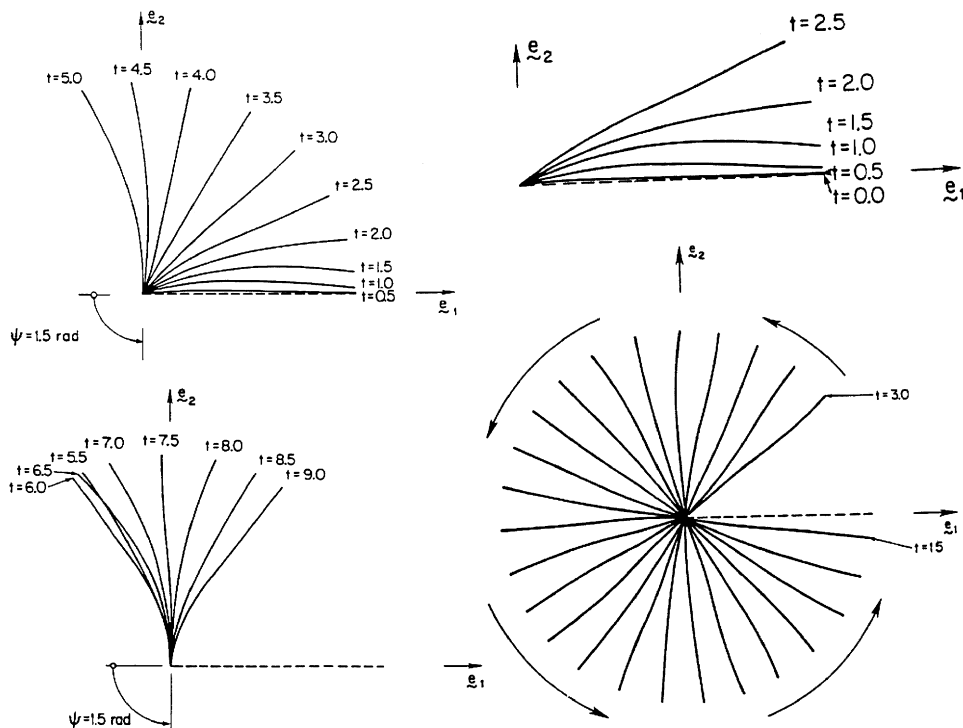 e2
t=5.0
t=4.5
t=4.0
t=3.5
t=3.0
t=2.5
t=2.0
t=1.5
t=1.0
t=0.5
e1
ψ=1.5 rad
e2
t=2.5
t=2.0
t=1.5
t=1.0
t=0.5
t=0.0
e1
e2
t=5.5
t=7.0
t=7.5
t=8.0
t=8.5
t=9.0
t=6.5
t=6.0
e1
ψ=1.5 rad
e2
t=3.0
e1
t=15